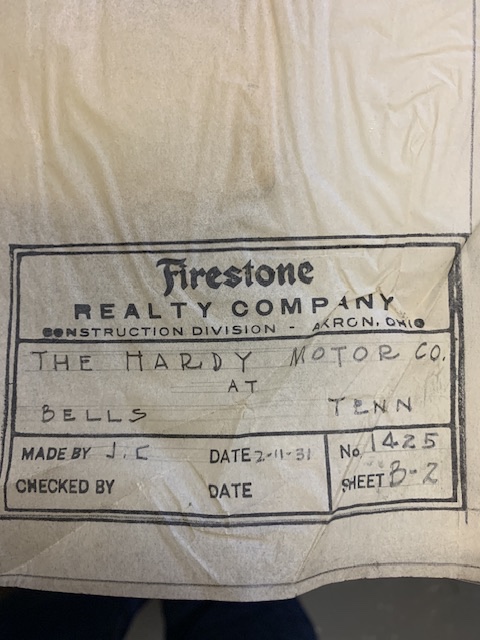 Firestone
REALTY COMPANY
CONSTRUCTION DIVISION - AKRON, OHIO
THE HARDY MOTOR CO.
AT
BELLS TENN
MADE BY J.C DATE 2-11-31 No. 1425
CHECKED BY DATE SHEET B-2